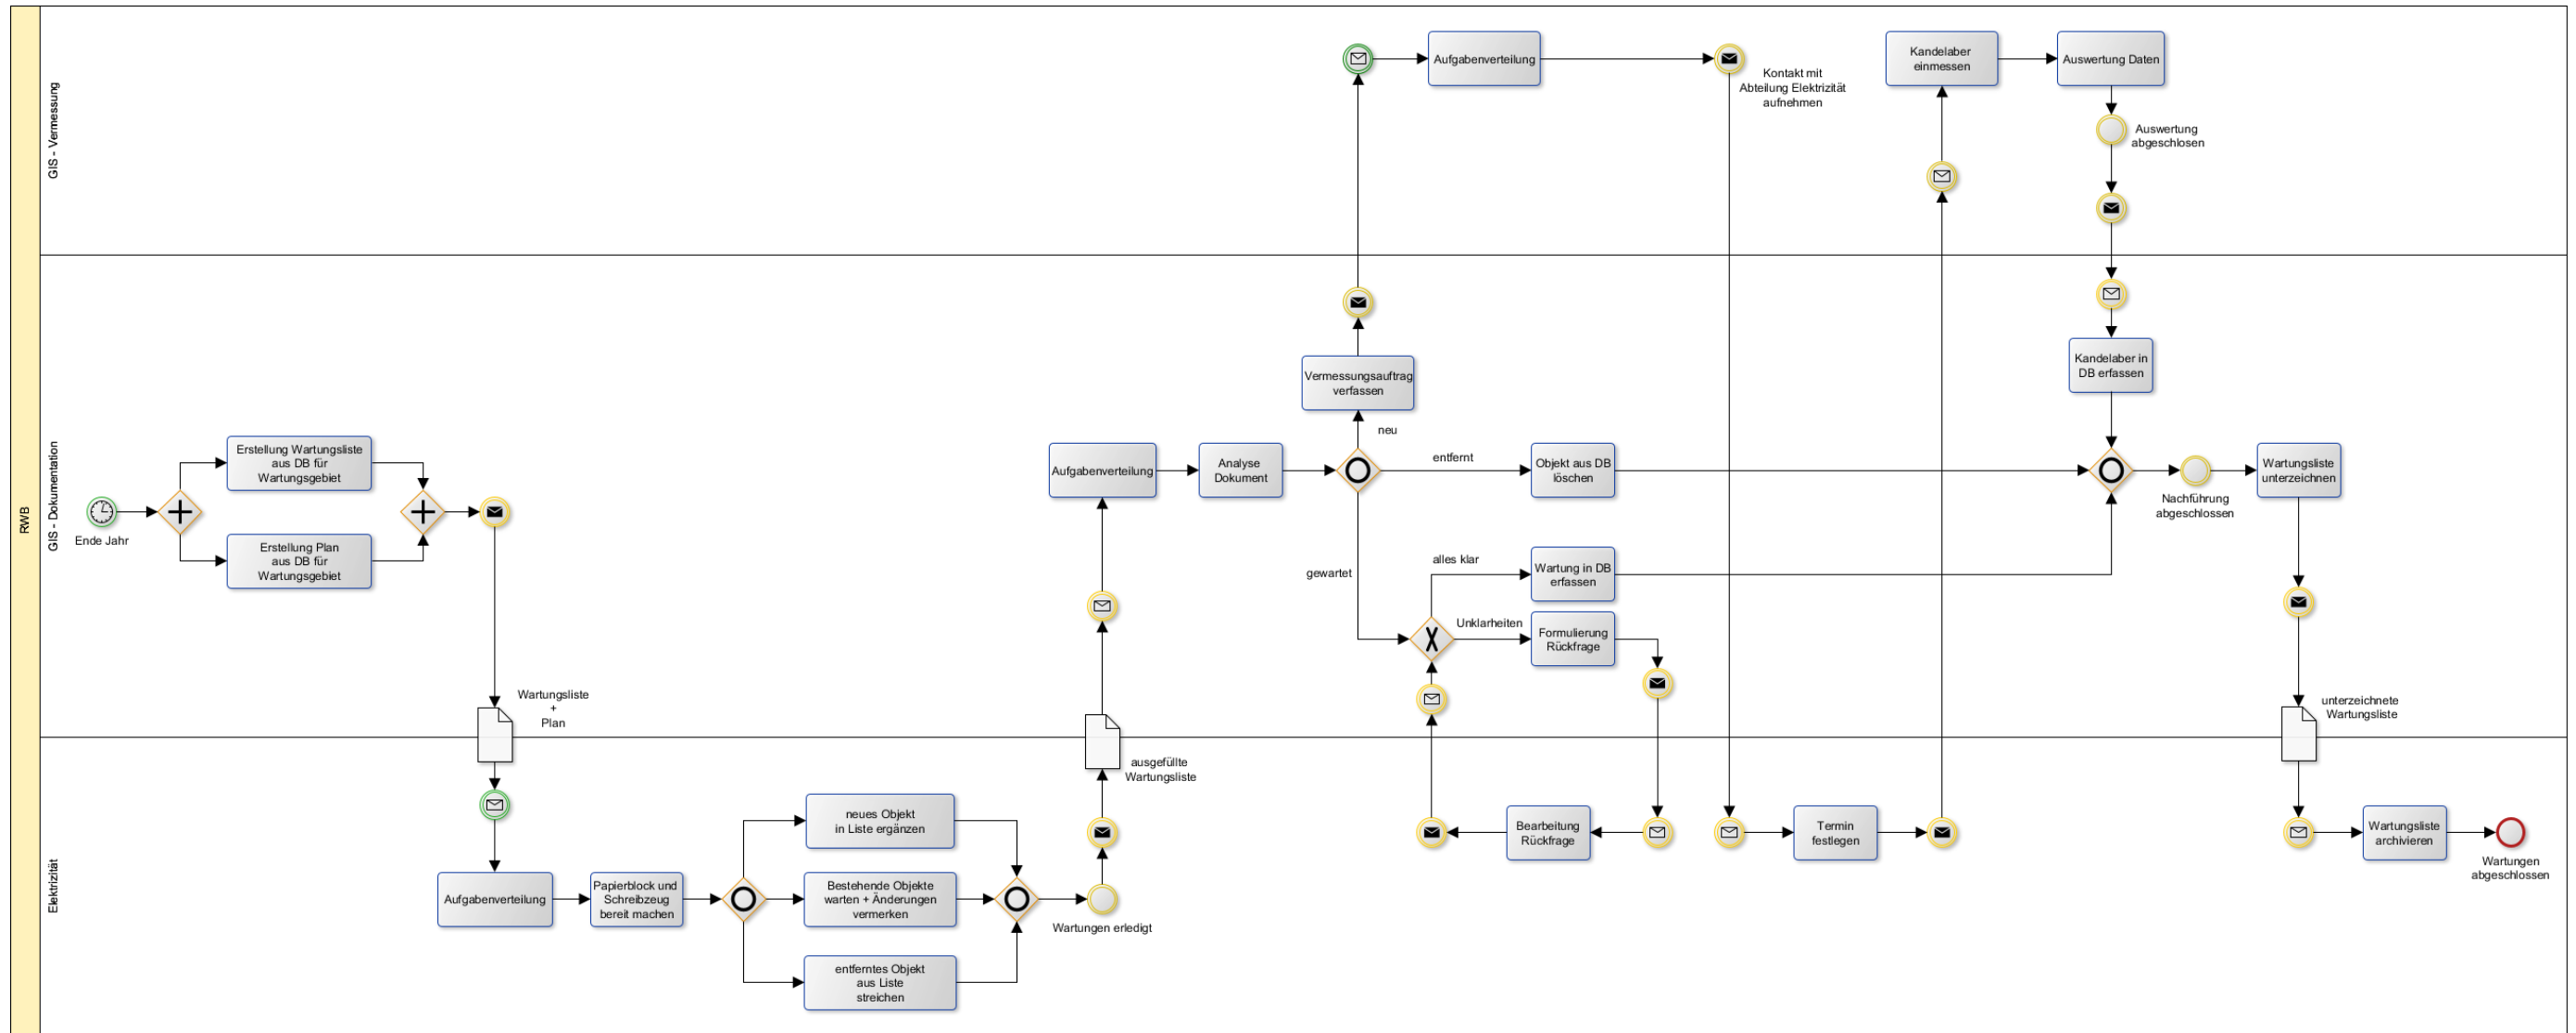 RWB
GIS - Vermessung
Aufgabenverteilung
Kontakt mit
Abteilung Elektrizität
aufnehmen
Kandelaber
einmessen
Auswertung Daten
Auswertung
abgeschlosen
GIS - Dokumentation
Ende Jahr
Erstellung Wartungsliste
aus DB für
Wartungsgebiet
Erstellung Plan
aus DB für
Wartungsgebiet
Wartungsliste
+
Plan
Aufgabenverteilung
Analyse
Dokument
Vermessungsauftrag
verfassen
neu
entfernt
Objekt aus DB
löschen
gewartet
alles klar
Wartung in DB
erfassen
Unklarheiten
Formulierung
Rückfrage
Kandelaber in
DB erfassen
Nachführung
abgeschlossen
Wartungsliste
unterzeichnen
unterzeichnete
Wartungsliste
Elektrizität
Aufgabenverteilung
Papierblock und
Schreibzeug
bereit machen
neues Objekt
in Liste ergänzen
Bestehende Objekte
warten + Änderungen
vermerken
entferntes Objekt
aus Liste
streichen
Wartungen erledigt
ausgefüllte
Wartungsliste
Bearbeitung
Rückfrage
Termin
festlegen
Wartungsliste
archivieren
Wartungen
abgeschlossen